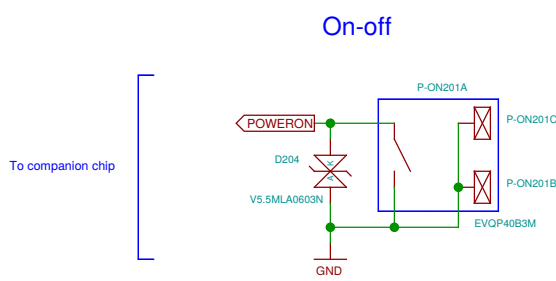 On-off
P-ON201A
POWERON
P-ON201C
D204
A K
To companion chip
P-ON201B
V5.5MLA0603N
EVQP40B3M
GND